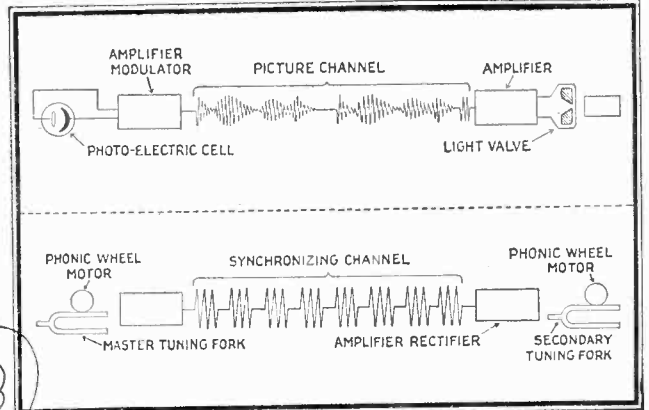 AMPLIFIER
MODULATOR
PICTURE CHANNEL
AMPLIFIER
PHOTO-ELECTRIC CELL
LIGHT VALVE
PHONIC WHEEL
MOTOR
SYNCHRONIZING CHANNEL
PHONIC WHEEL
MOTOR
MASTER TUNING FORK
AMPLIFIER RECTIFIER
SECONDARY
TUNING FORK